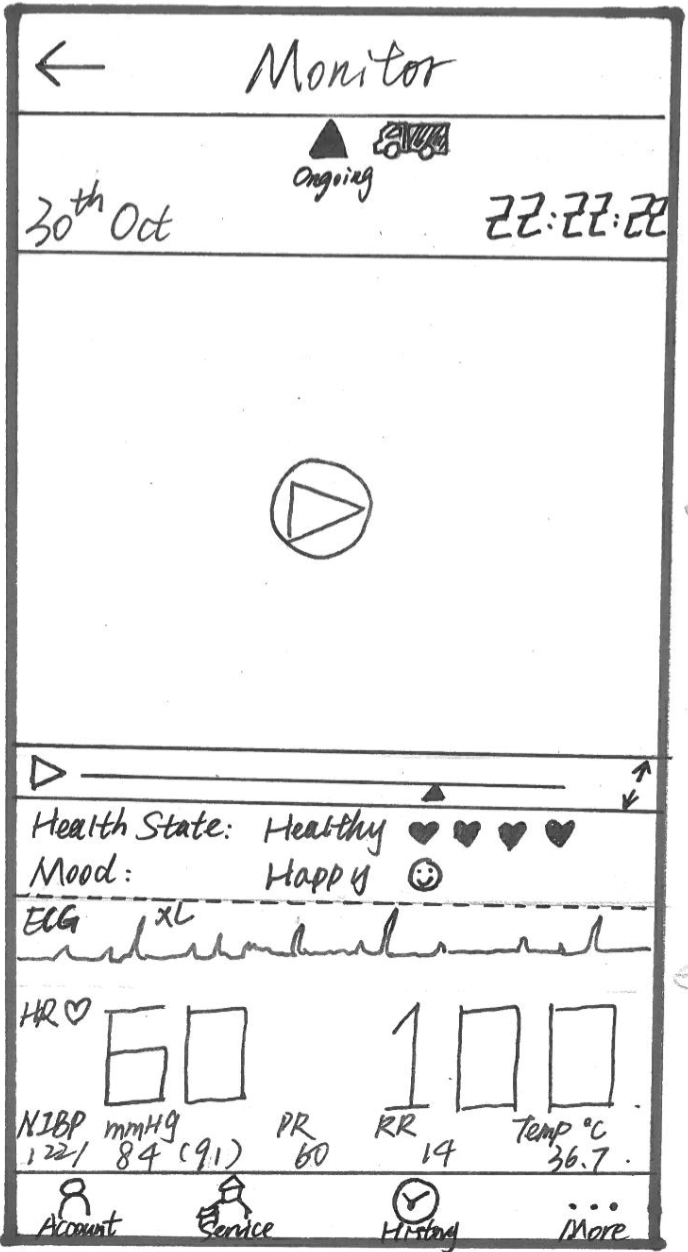 Monitor
Ongoing
30th Oct 22:22:22
Health State: Healthy
Mood: Happy
ECG XL
HR 60 100
NIBP mmHg PR RR Temp °C
122/ 84 (91) 60 14 36.7
Account Service History More